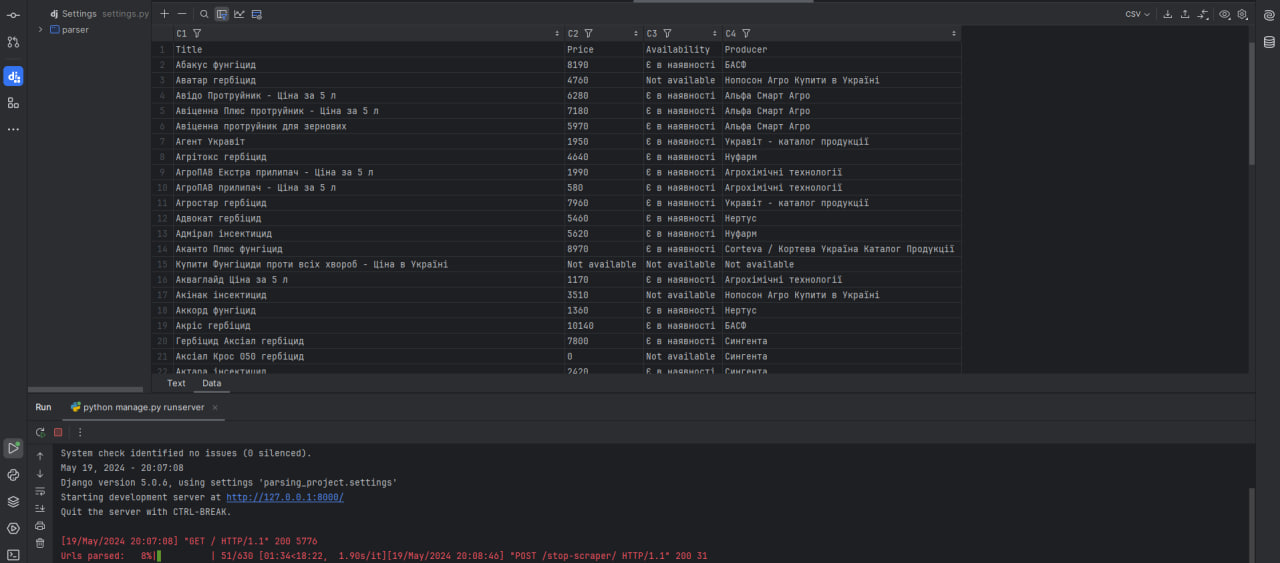 dj Settings settings.py
parser
CSV
C1 C2 C3 C4
1 Title Price Availability Producer
2 Абакус фунгіцид 8190 Є в наявності БАСФ
3 Аватар гербіцид 4760 Not available Нопосон Агро Купити в Україні
4 Авідо Протруйник - Ціна за 5 л 6280 Є в наявності Альфа Смарт Агро
5 Авіценна Плюс протруйник - Ціна за 5 л 7180 Є в наявності Альфа Смарт Агро
6 Авіценна протруйник для зернових 5970 Є в наявності Альфа Смарт Агро
7 Агент Укравіт 1950 Є в наявності Укравіт - каталог продукції
8 Агрітокс гербіцид 4640 Є в наявності Нуфарм
9 АгроПАВ Екстра прилипач - Ціна за 5 л 1990 Є в наявності Агрохімічні технології
10 АгроПАВ прилипач - Ціна за 5 л 580 Є в наявності Агрохімічні технології
11 Агростар гербіцид 7960 Є в наявності Укравіт - каталог продукції
12 Адвокат гербіцид 5460 Є в наявності Нертус
13 Адмірал інсектицид 5620 Є в наявності Нуфарм
14 Аканто Плюс фунгіцид 8970 Є в наявності Corteva / Кортева Україна Каталог Продукції
15 Купити Фунгіциди проти всіх хвороб - Ціна в Україні Not available Not available Not available
16 Акваглайд Ціна за 5 л 1170 Є в наявності Агрохімічні технології
17 Акінак інсектицид 3510 Not available Нопосон Агро Купити в Україні
18 Аккорд фунгіцид 1360 Є в наявності Нертус
19 Акріс гербіцид 10140 Є в наявності БАСФ
20 Гербіцид Аксіал гербіцид 7800 Є в наявності Сингента
21 Аксіал Крос 050 гербіцид 0 Not available Сингента
22 Актара інсектицид 2420 Є в наявності Сингента
Text Data
Run python manage.py runserver
System check identified no issues (0 silenced).
May 19, 2024 - 20:07:08
Django version 5.0.6, using settings 'parsing_project.settings'
Starting development server at http://127.0.0.1:8000/
Quit the server with CTRL-BREAK.
[19/May/2024 20:07:08] "GET / HTTP/1.1" 200 5776
Urls parsed: 8%| | 51/630 [01:34<18:22, 1.90s/it][19/May/2024 20:08:46] "POST /stop-scraper/ HTTP/1.1" 200 31